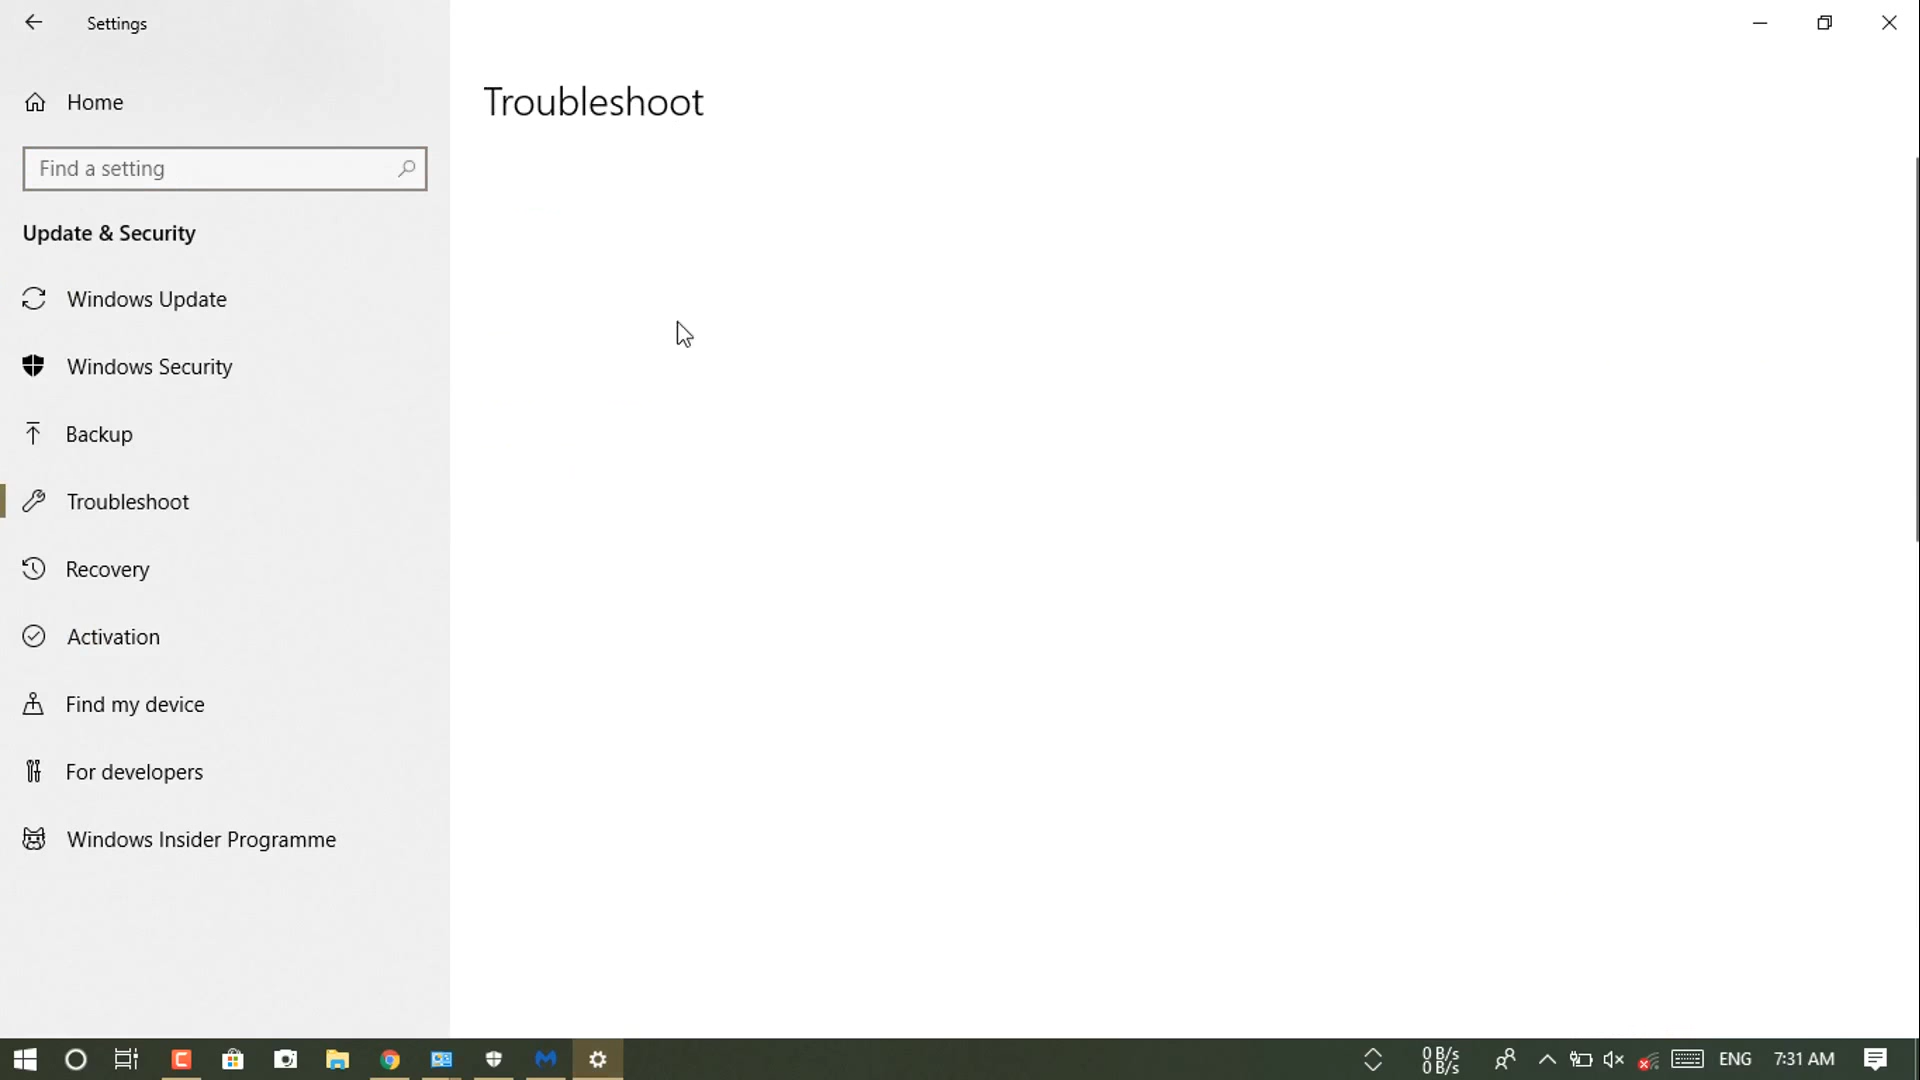 Settings
Home
Find a setting
Update & Security
Windows Update
Windows Security
Backup
Troubleshoot
Recovery
Activation
Find my device
For developers
Windows Insider Programme
Troubleshoot
0 B/s
0 B/s
ENG
7:31 AM